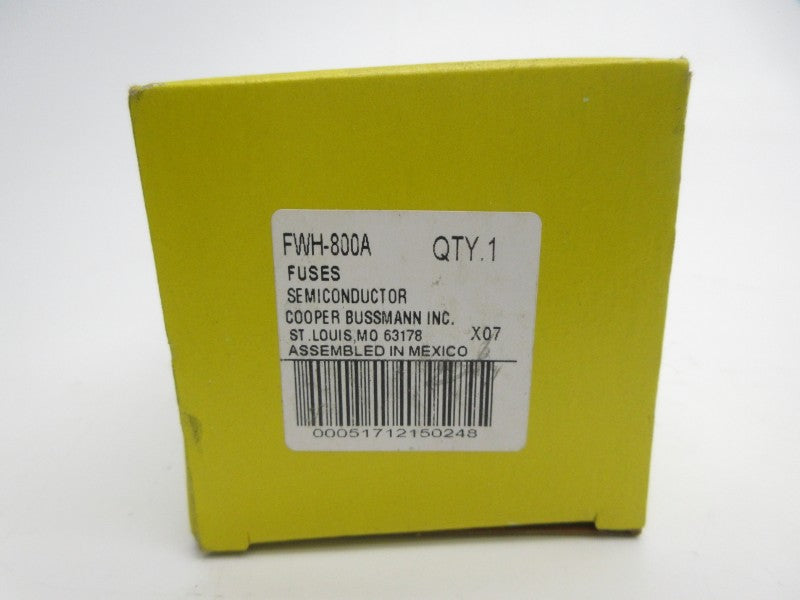 FWH-800A QTY.1
FUSES
SEMICONDUCTOR
COOPER BUSSMANN INC.
ST.LOUIS,MO 63178 X07
ASSEMBLED IN MEXICO
00051712150248